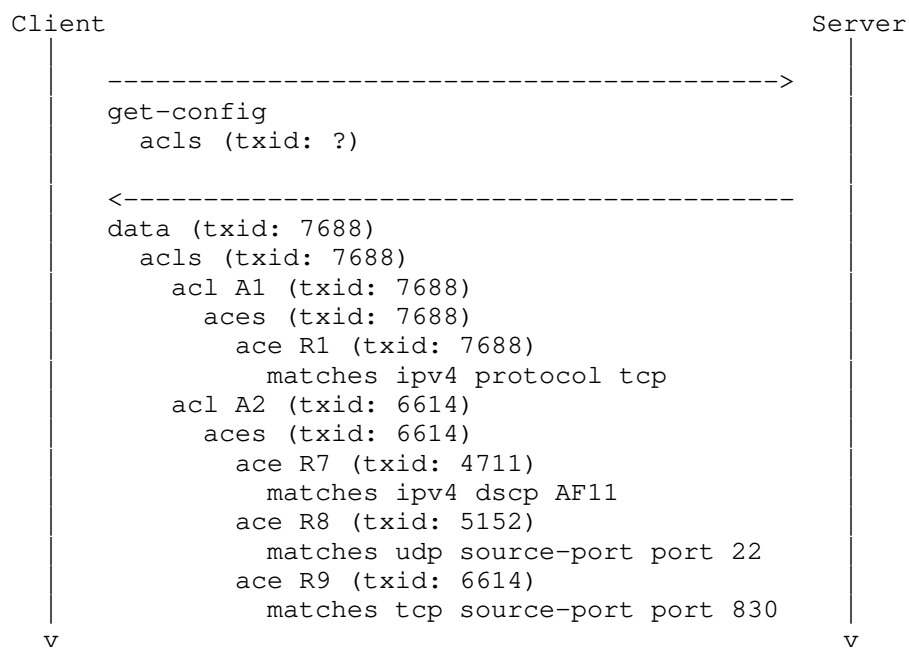 Client Server
------------------------------------------>
get-config
acls (txid: ?)
<------------------------------------------
data (txid: 7688)
acls (txid: 7688)
acl A1 (txid: 7688)
aces (txid: 7688)
ace R1 (txid: 7688)
matches ipv4 protocol tcp
acl A2 (txid: 6614)
aces (txid: 6614)
ace R7 (txid: 4711)
matches ipv4 dscp AF11
ace R8 (txid: 5152)
matches udp source-port port 22
ace R9 (txid: 6614)
matches tcp source-port port 830
v v